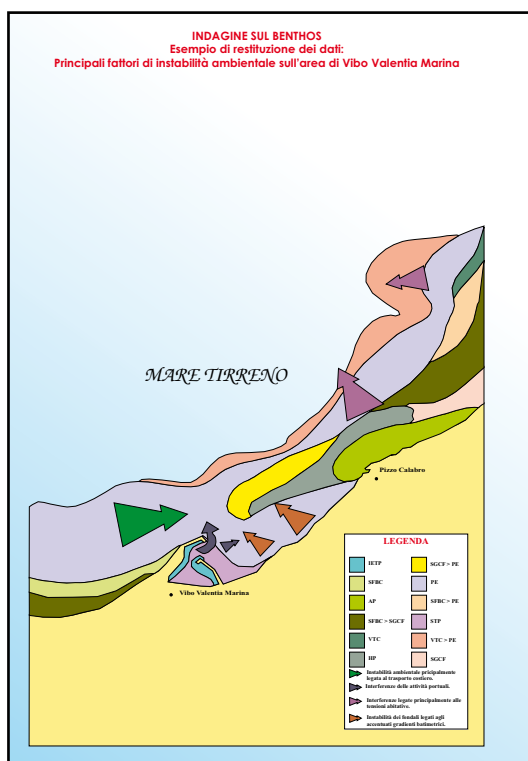 INDAGINE SUL BENTHOS
Esempio di restituzione dei dati:
Principali fattori di instabilità ambientale sull'area di Vibo Valentia Marina
MARE TIRRENO
Pizzo Calabro
Vibo Valentia Marina
LEGENDA
IETP
SGCF > PE
SFBC
PE
AP
SFBC > PE
SFBC > SGCF
STP
VTC
VTC > PE
HP
SGCF
Instabilità ambientale pricipalmente
legata al trasporto costiero.
Interferenze delle attività portuali.
Interferenze legate principalmente alle
tensioni abitative.
Instabilità dei fondali legati agli
accentuati gradienti batimetrici.